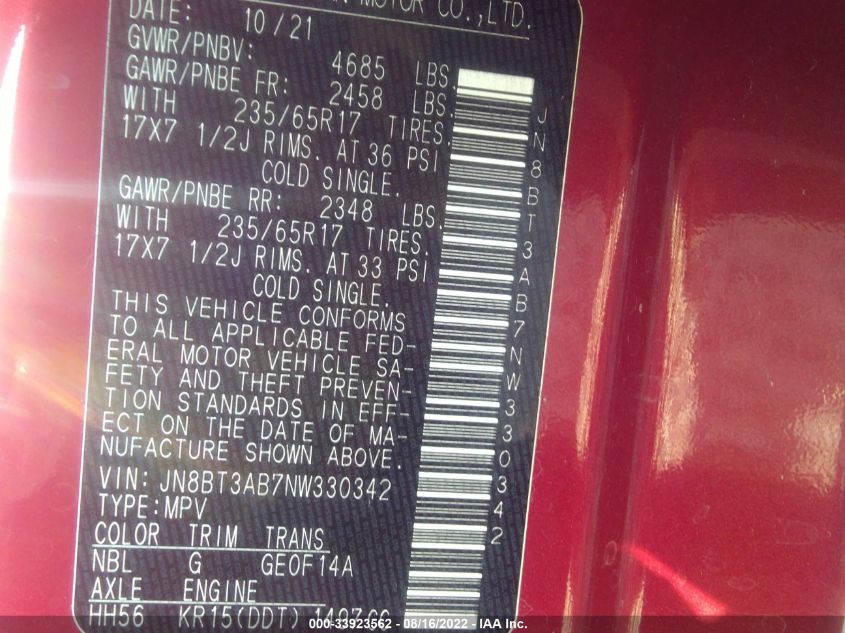 MOTOR CO.,LTD.
DATE: 10/21
GVWR/PNBV: 4685 LBS.
GAWR/PNBE FR: 2458 LBS.
WITH 235/65R17 TIRES.
17X7 1/2J RIMS. AT 36 PSI
COLD SINGLE.
GAWR/PNBE RR: 2348 LBS.
WITH 235/65R17 TIRES.
17X7 1/2J RIMS. AT 33 PSI
COLD SINGLE.
THIS VEHICLE CONFORMS
TO ALL APPLICABLE FED-
ERAL MOTOR VEHICLE SA-
FETY AND THEFT PREVEN-
TION STANDARDS IN EFF-
ECT ON THE DATE OF MA-
NUFACTURE SHOWN ABOVE.
VIN: JN8BT3AB7NW330342
TYPE:MPV
COLOR TRIM TRANS
NBL G GE0F14A
AXLE ENGINE
HH56 KR15(DDT) 1497CC
JN8BT3AB7NW330342
000-33923562 - 08/16/2022 - IAA Inc.